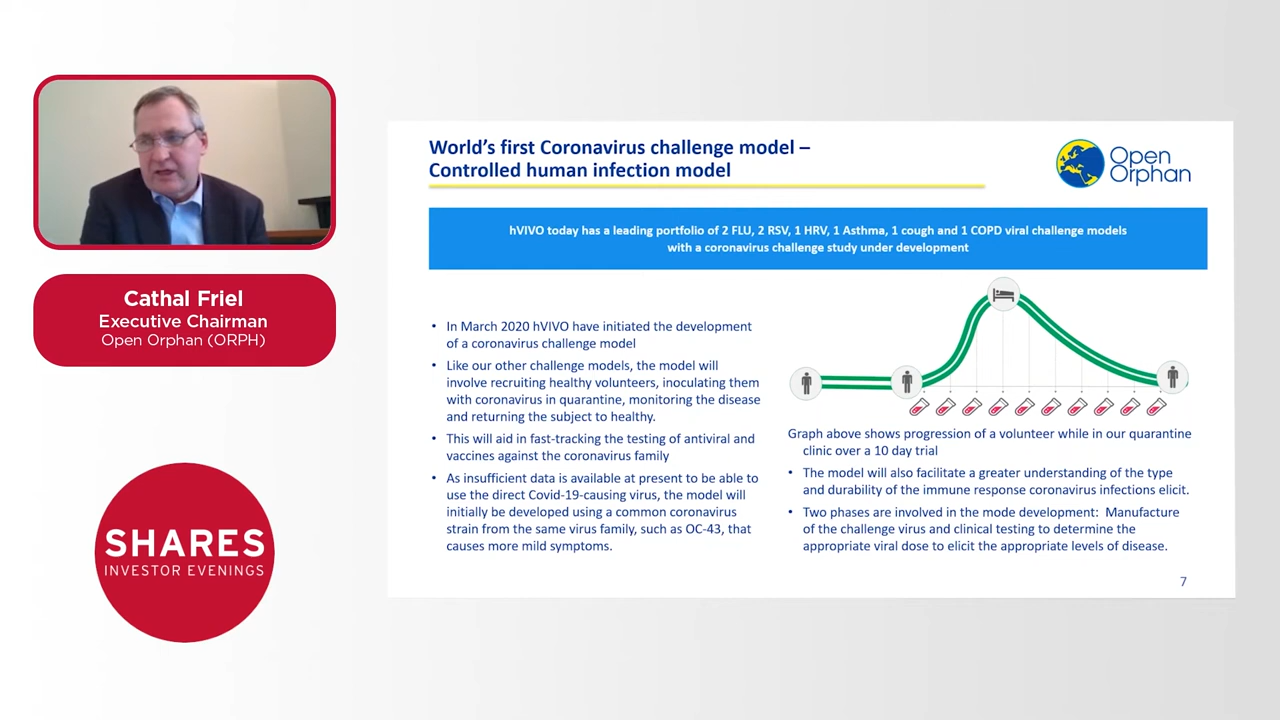 Cathal Friel
Executive Chairman
Open Orphan (ORPH)
SHARES
INVESTOR EVENINGS
World's first Coronavirus challenge model –
Controlled human infection model
Open
Orphan
hVIVO today has a leading portfolio of 2 FLU, 2 RSV, 1 HRV, 1 Asthma, 1 cough and 1 COPD viral challenge models
with a coronavirus challenge study under development
• In March 2020 hVIVO have initiated the development
of a coronavirus challenge model
• Like our other challenge models, the model will
involve recruiting healthy volunteers, inoculating them
with coronavirus in quarantine, monitoring the disease
and returning the subject to healthy.
• This will aid in fast-tracking the testing of antiviral and
vaccines against the coronavirus family
• As insufficient data is available at present to be able to
use the direct Covid-19-causing virus, the model will
initially be developed using a common coronavirus
strain from the same virus family, such as OC-43, that
causes more mild symptoms.
Graph above shows progression of a volunteer while in our quarantine
clinic over a 10 day trial
• The model will also facilitate a greater understanding of the type
and durability of the immune response coronavirus infections elicit.
• Two phases are involved in the mode development: Manufacture
of the challenge virus and clinical testing to determine the
appropriate viral dose to elicit the appropriate levels of disease.
7